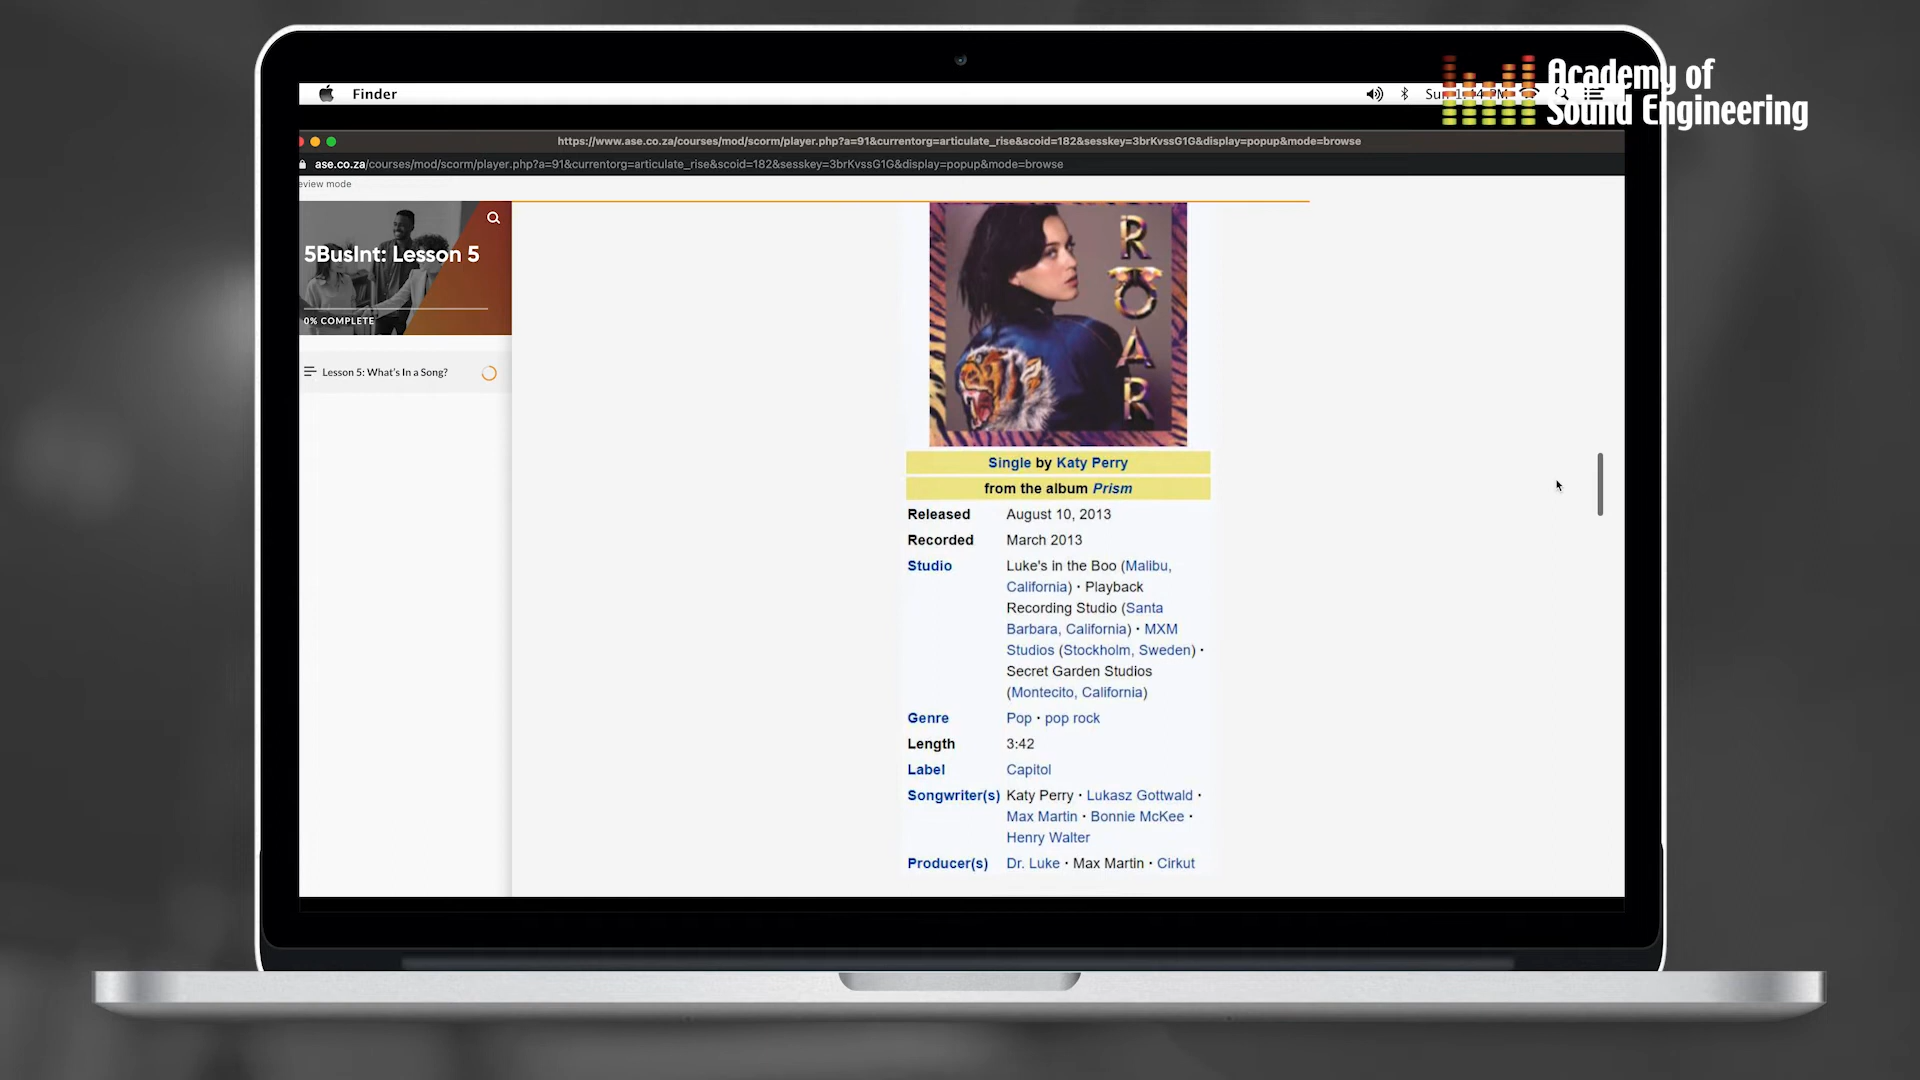 Academy of
Sound Engineering
Finder
https://www.ase.co.za/courses/mod/scorm/player.php?a=91&currentorg=articulate_rise&scoid=182&sesskey=3brKvssG1G&display=popup&mode=browse
ase.co.za/courses/mod/scorm/player.php?a=91&currentorg=articulate_rise&scoid=182&sesskey=3brKvssG1G&display=popup&mode=browse
eview mode
5BusInt: Lesson 5
0% COMPLETE
Lesson 5: What's In a Song?
ROAR
Single by Katy Perry
from the album Prism
Released August 10, 2013
Recorded March 2013
Studio Luke's in the Boo (Malibu,
California) · Playback
Recording Studio (Santa
Barbara, California) · MXM
Studios (Stockholm, Sweden) ·
Secret Garden Studios
(Montecito, California)
Genre Pop · pop rock
Length 3:42
Label Capitol
Songwriter(s) Katy Perry · Lukasz Gottwald ·
Max Martin · Bonnie McKee ·
Henry Walter
Producer(s) Dr. Luke · Max Martin · Cirkut